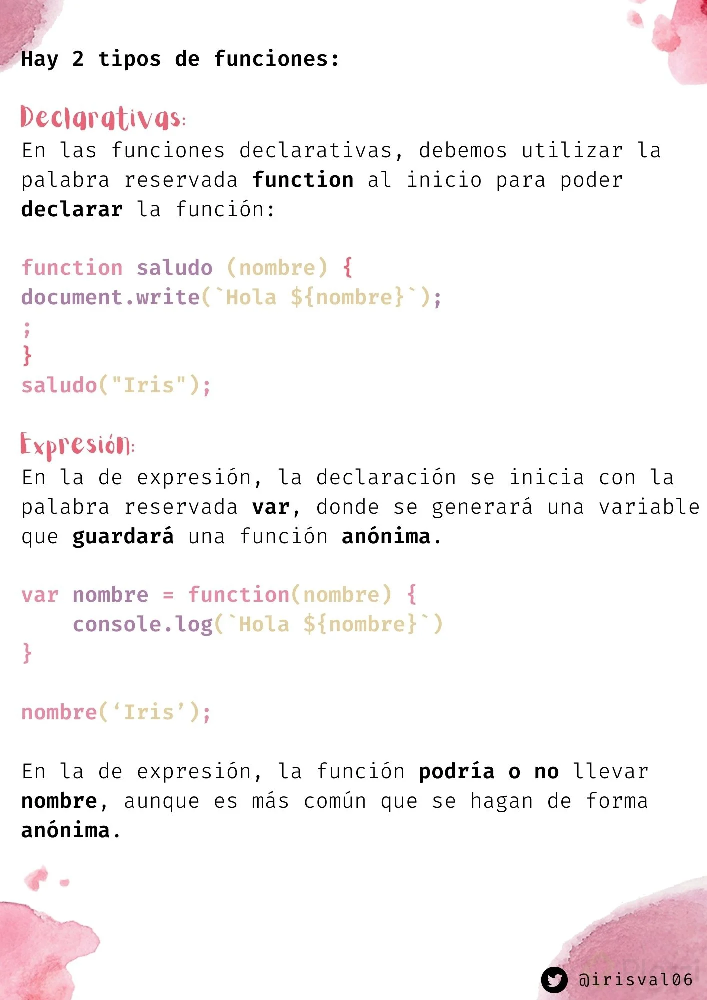 Hay 2 tipos de funciones:
Declarativas:
En las funciones declarativas, debemos utilizar la
palabra reservada function al inicio para poder
declarar la función:
function saludo (nombre) {
document.write(`Hola ${nombre}`);
;
}
saludo("Iris");
Expresión:
En la de expresión, la declaración se inicia con la
palabra reservada var, donde se generará una variable
que guardará una función anónima.
var nombre = function(nombre) {
    console.log(`Hola ${nombre}`)
}
nombre(‘Iris’);
En la de expresión, la función podría o no llevar
nombre, aunque es más común que se hagan de forma
anónima.
@irisval06